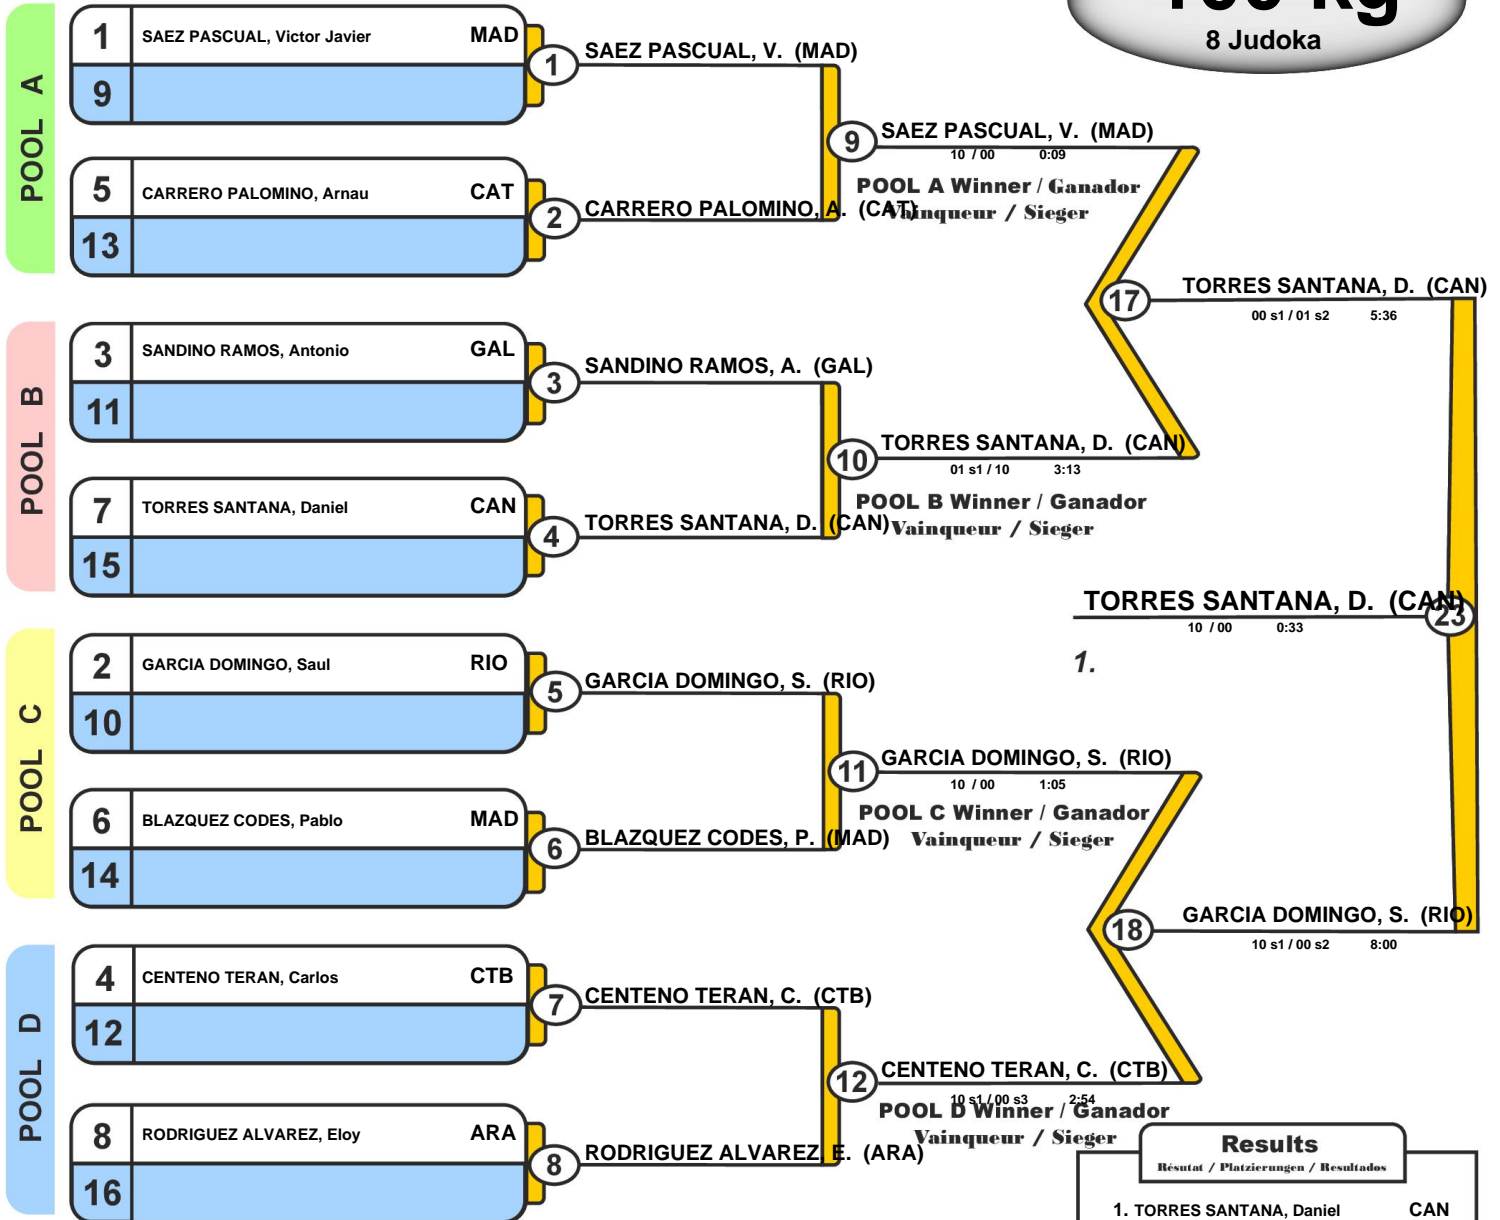 100 kg
8 Judoka
POOL A
1 SAEZ PASCUAL, Victor Javier MAD
9
1
SAEZ PASCUAL, V. (MAD)
5 CARRERO PALOMINO, Arnau CAT
13
2
CARRERO PALOMINO, A. (CAT)
9
SAEZ PASCUAL, V. (MAD)
10 / 00 0:09
POOL A Winner / Ganador
Vainqueur / Sieger
POOL B
3 SANDINO RAMOS, Antonio GAL
11
3
SANDINO RAMOS, A. (GAL)
7 TORRES SANTANA, Daniel CAN
15
4
TORRES SANTANA, D. (CAN)
10
TORRES SANTANA, D. (CAN)
01 s1 / 10 3:13
POOL B Winner / Ganador
Vainqueur / Sieger
17
TORRES SANTANA, D. (CAN)
00 s1 / 01 s2 5:36
POOL C
2 GARCIA DOMINGO, Saul RIO
10
5
GARCIA DOMINGO, S. (RIO)
6 BLAZQUEZ CODES, Pablo MAD
14
6
BLAZQUEZ CODES, P. (MAD)
11
GARCIA DOMINGO, S. (RIO)
10 / 00 1:05
POOL C Winner / Ganador
Vainqueur / Sieger
POOL D
4 CENTENO TERAN, Carlos CTB
12
7
CENTENO TERAN, C. (CTB)
8 RODRIGUEZ ALVAREZ, Eloy ARA
16
8
RODRIGUEZ ALVAREZ, E. (ARA)
12
CENTENO TERAN, C. (CTB)
10 s1 / 00 s3 2:54
POOL D Winner / Ganador
Vainqueur / Sieger
18
GARCIA DOMINGO, S. (RIO)
10 s1 / 00 s2 8:00
TORRES SANTANA, D. (CAN)
23
10 / 00 0:33
1.
Results
Résutat / Platzierungen / Resultados
1. TORRES SANTANA, Daniel CAN